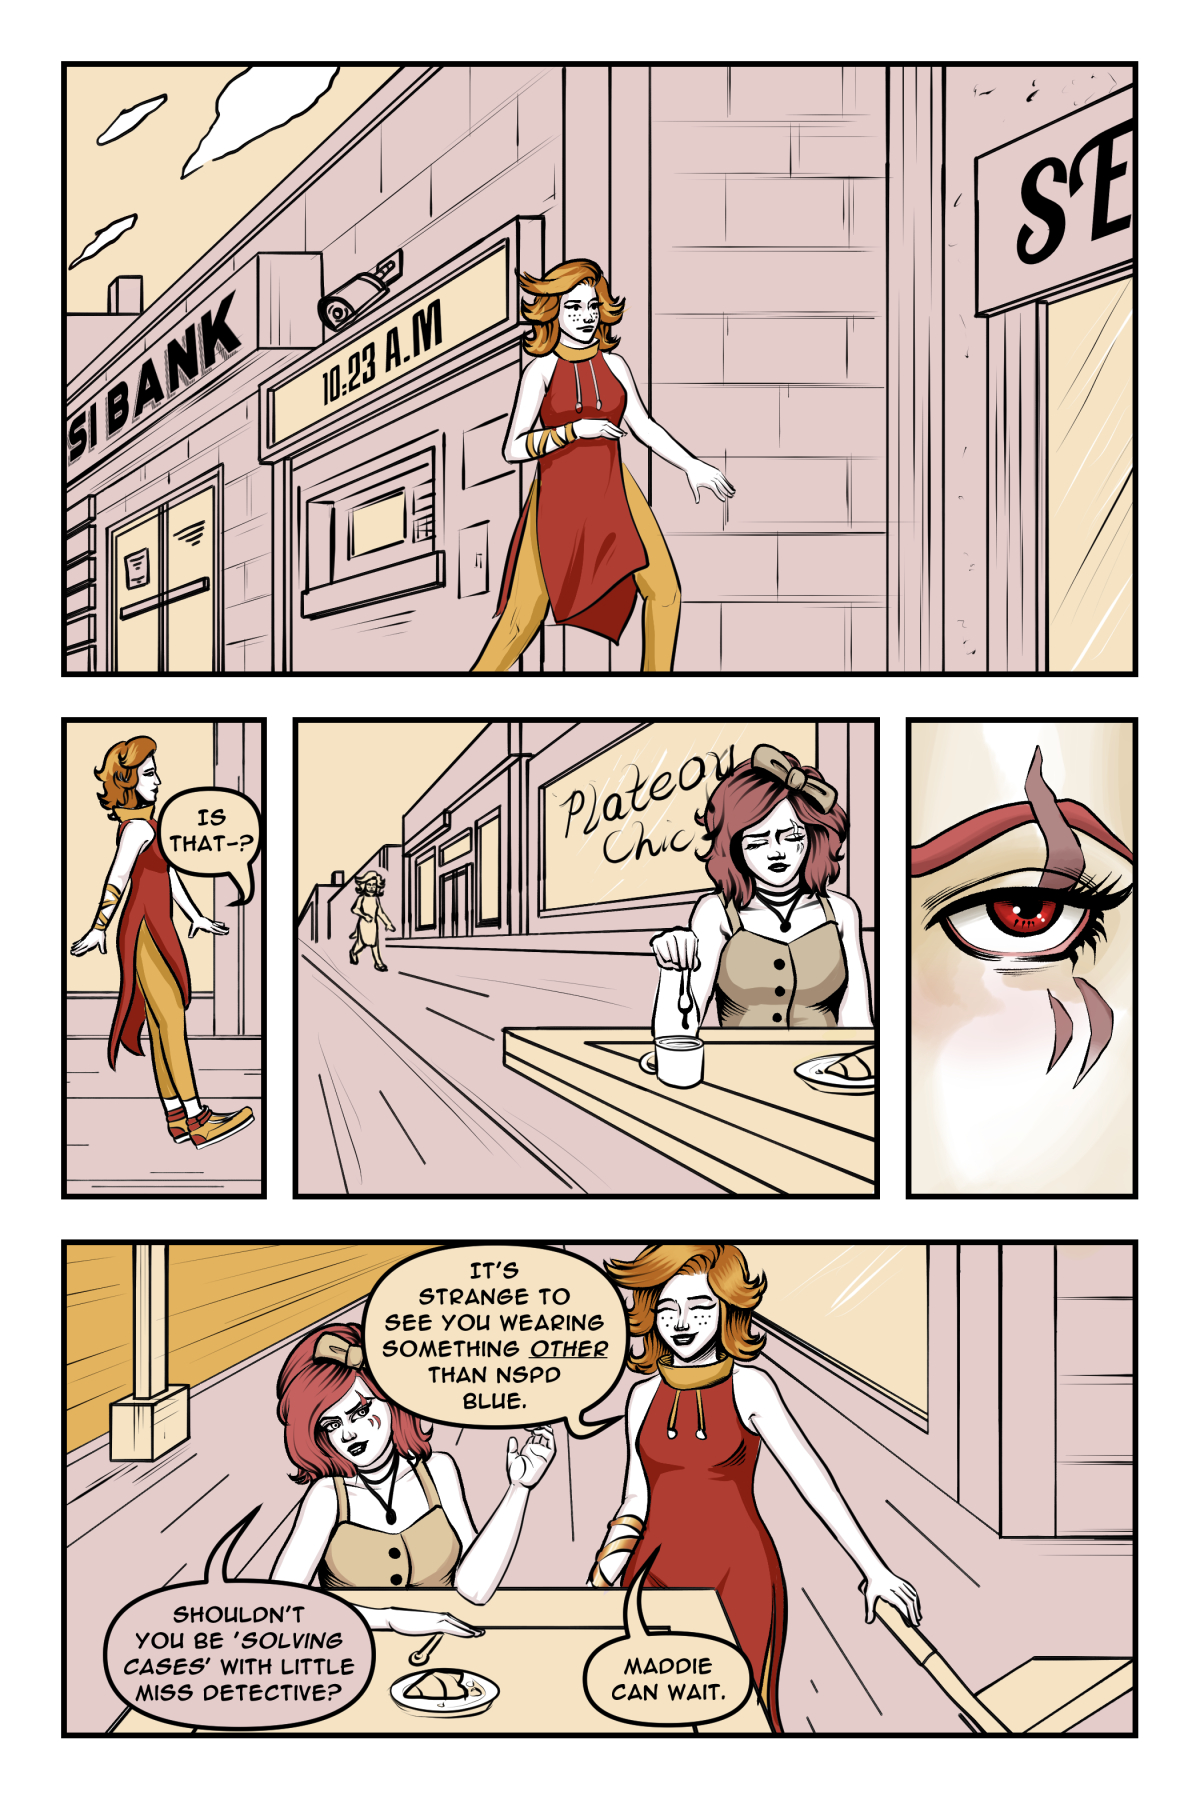 SI BANK
10:23 A.M
SE
IS
THAT-?
Plateau
Chic
IT'S
STRANGE TO
SEE YOU WEARING
SOMETHING OTHER
THAN NSPD
BLUE.
SHOULDN'T
YOU BE 'SOLVING
CASES' WITH LITTLE
MISS DETECTIVE?
MADDIE
CAN WAIT.